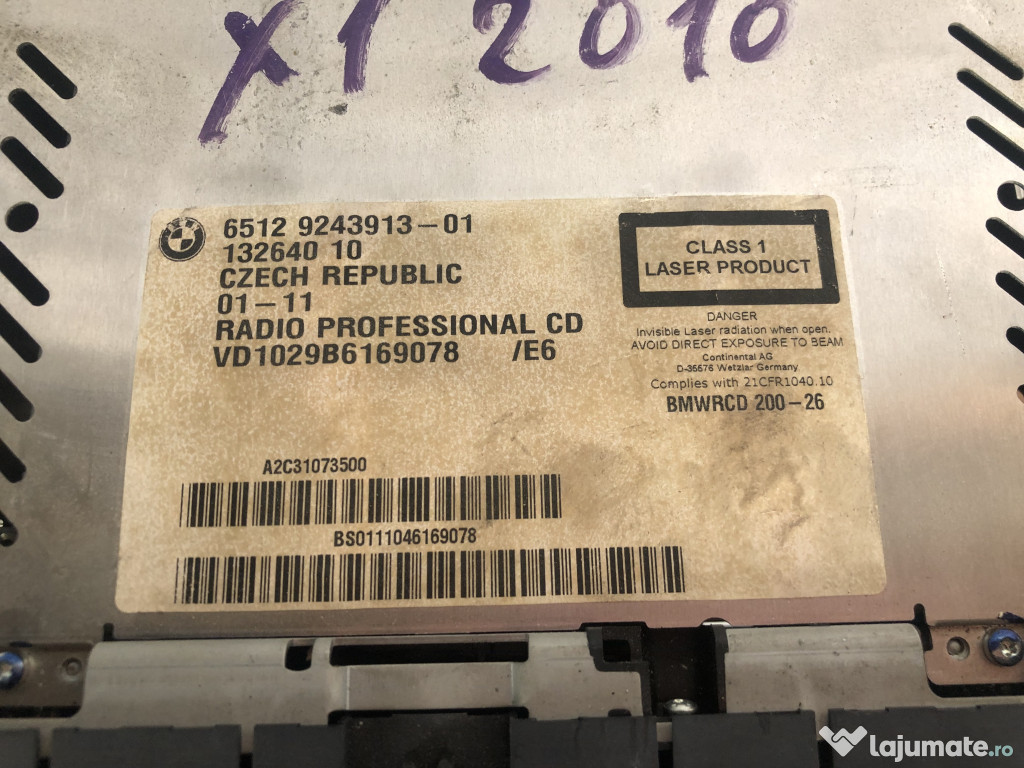 X1 2010
BMW
6512 9243913-01
132640 10
CZECH REPUBLIC
01-11
RADIO PROFESSIONAL CD
VD1029B6169078 /E6
CLASS 1
LASER PRODUCT
DANGER
Invisible Laser radiation when open.
AVOID DIRECT EXPOSURE TO BEAM
Continental AG
D-35576 Wetzlar Germany
Complies with 21CFR1040.10
BMWRCD 200-26
A2C31073500
BS0111046169078
lajumate.ro